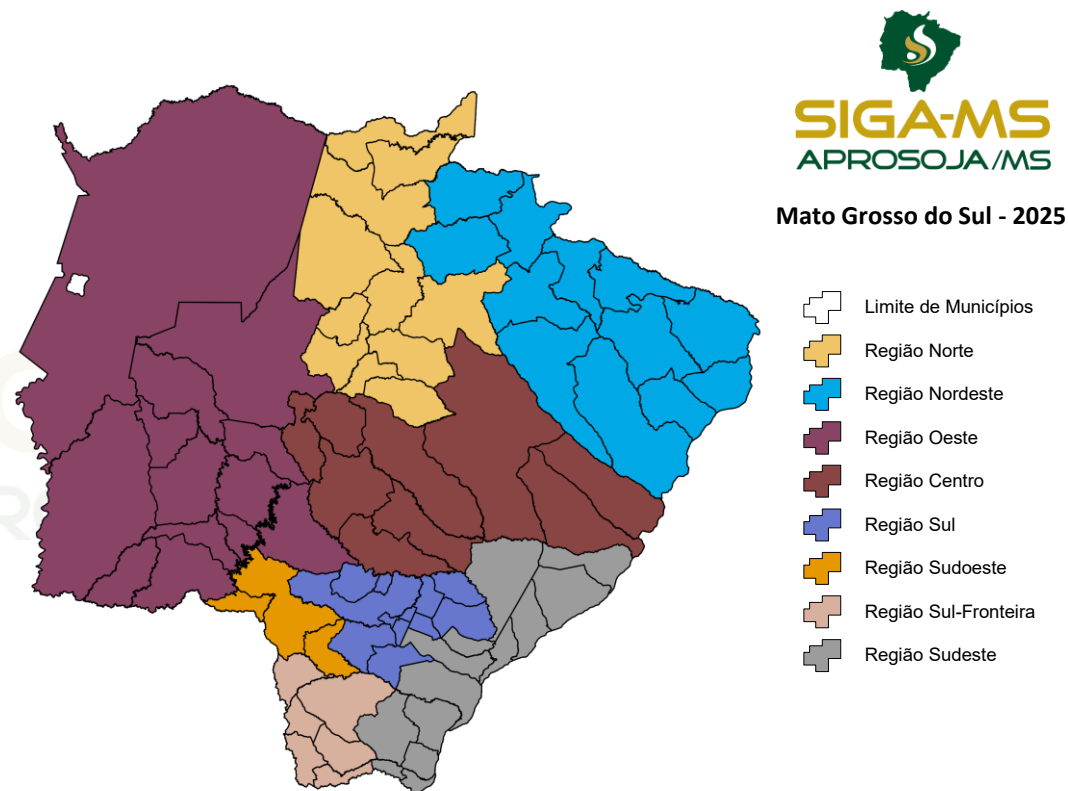 SIGA-MS
APROSOJA/MS
Mato Grosso do Sul - 2025
Limite de Municípios
Região Norte
Região Nordeste
Região Oeste
Região Centro
Região Sul
Região Sudoeste
Região Sul-Fronteira
Região Sudeste